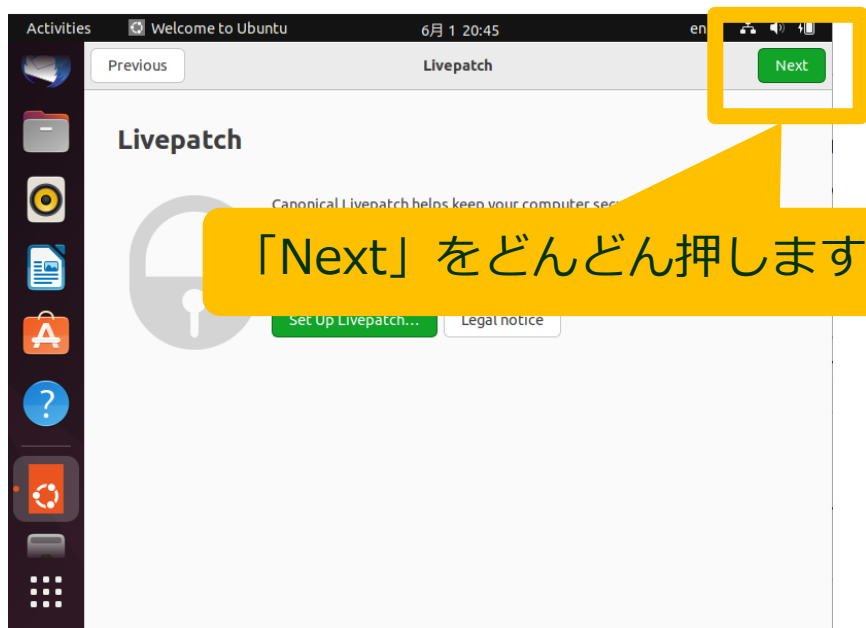 Activities Welcome to Ubuntu 6月 1 20:45 en
Previous Livepatch Next
Livepatch
Canonical Livepatch helps keep your computer
「Next」をどんどん押します
Set Up Livepatch... Legal notice